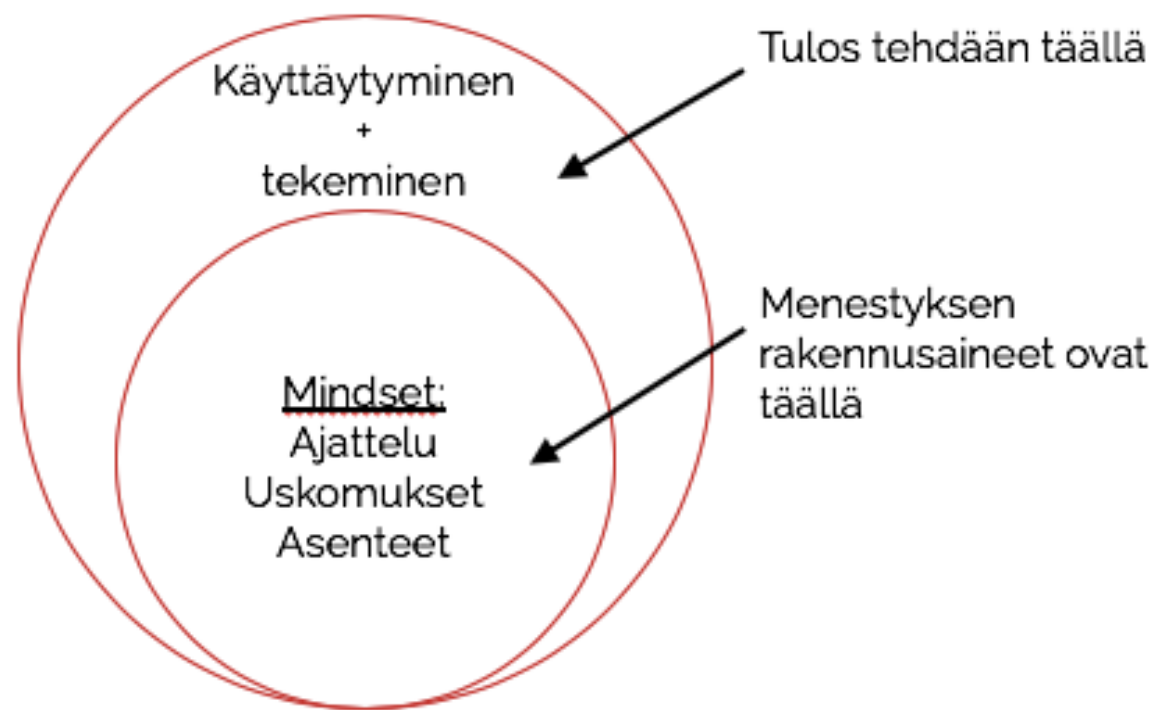 Käyttäytyminen
+
tekeminen
Tulos tehdään täällä
Menestyksen
rakennusaineet ovat
täällä
Mindset:
Ajattelu
Uskomukset
Asenteet